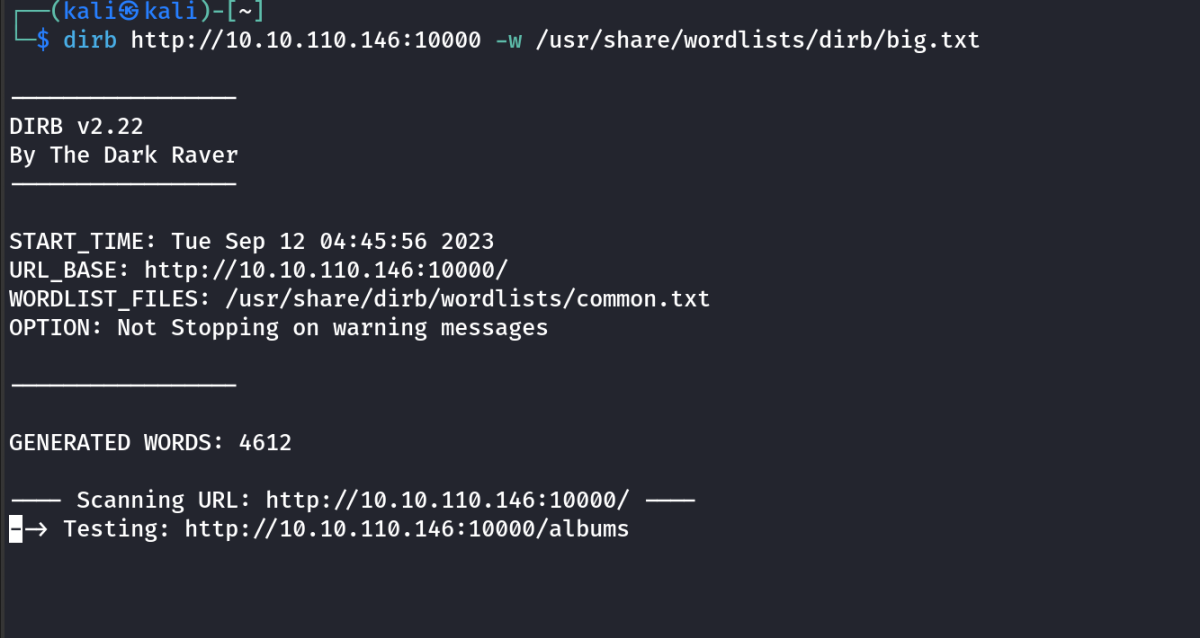 ┌──(kali㉿kali)-[~]
└─$ dirb http://10.10.110.146:10000 -w /usr/share/wordlists/dirb/big.txt
—————————————————
DIRB v2.22
By The Dark Raver
—————————————————
START_TIME: Tue Sep 12 04:45:56 2023
URL_BASE: http://10.10.110.146:10000/
WORDLIST_FILES: /usr/share/dirb/wordlists/common.txt
OPTION: Not Stopping on warning messages
—————————————————
GENERATED WORDS: 4612
———— Scanning URL: http://10.10.110.146:10000/ ————
--> Testing: http://10.10.110.146:10000/albums